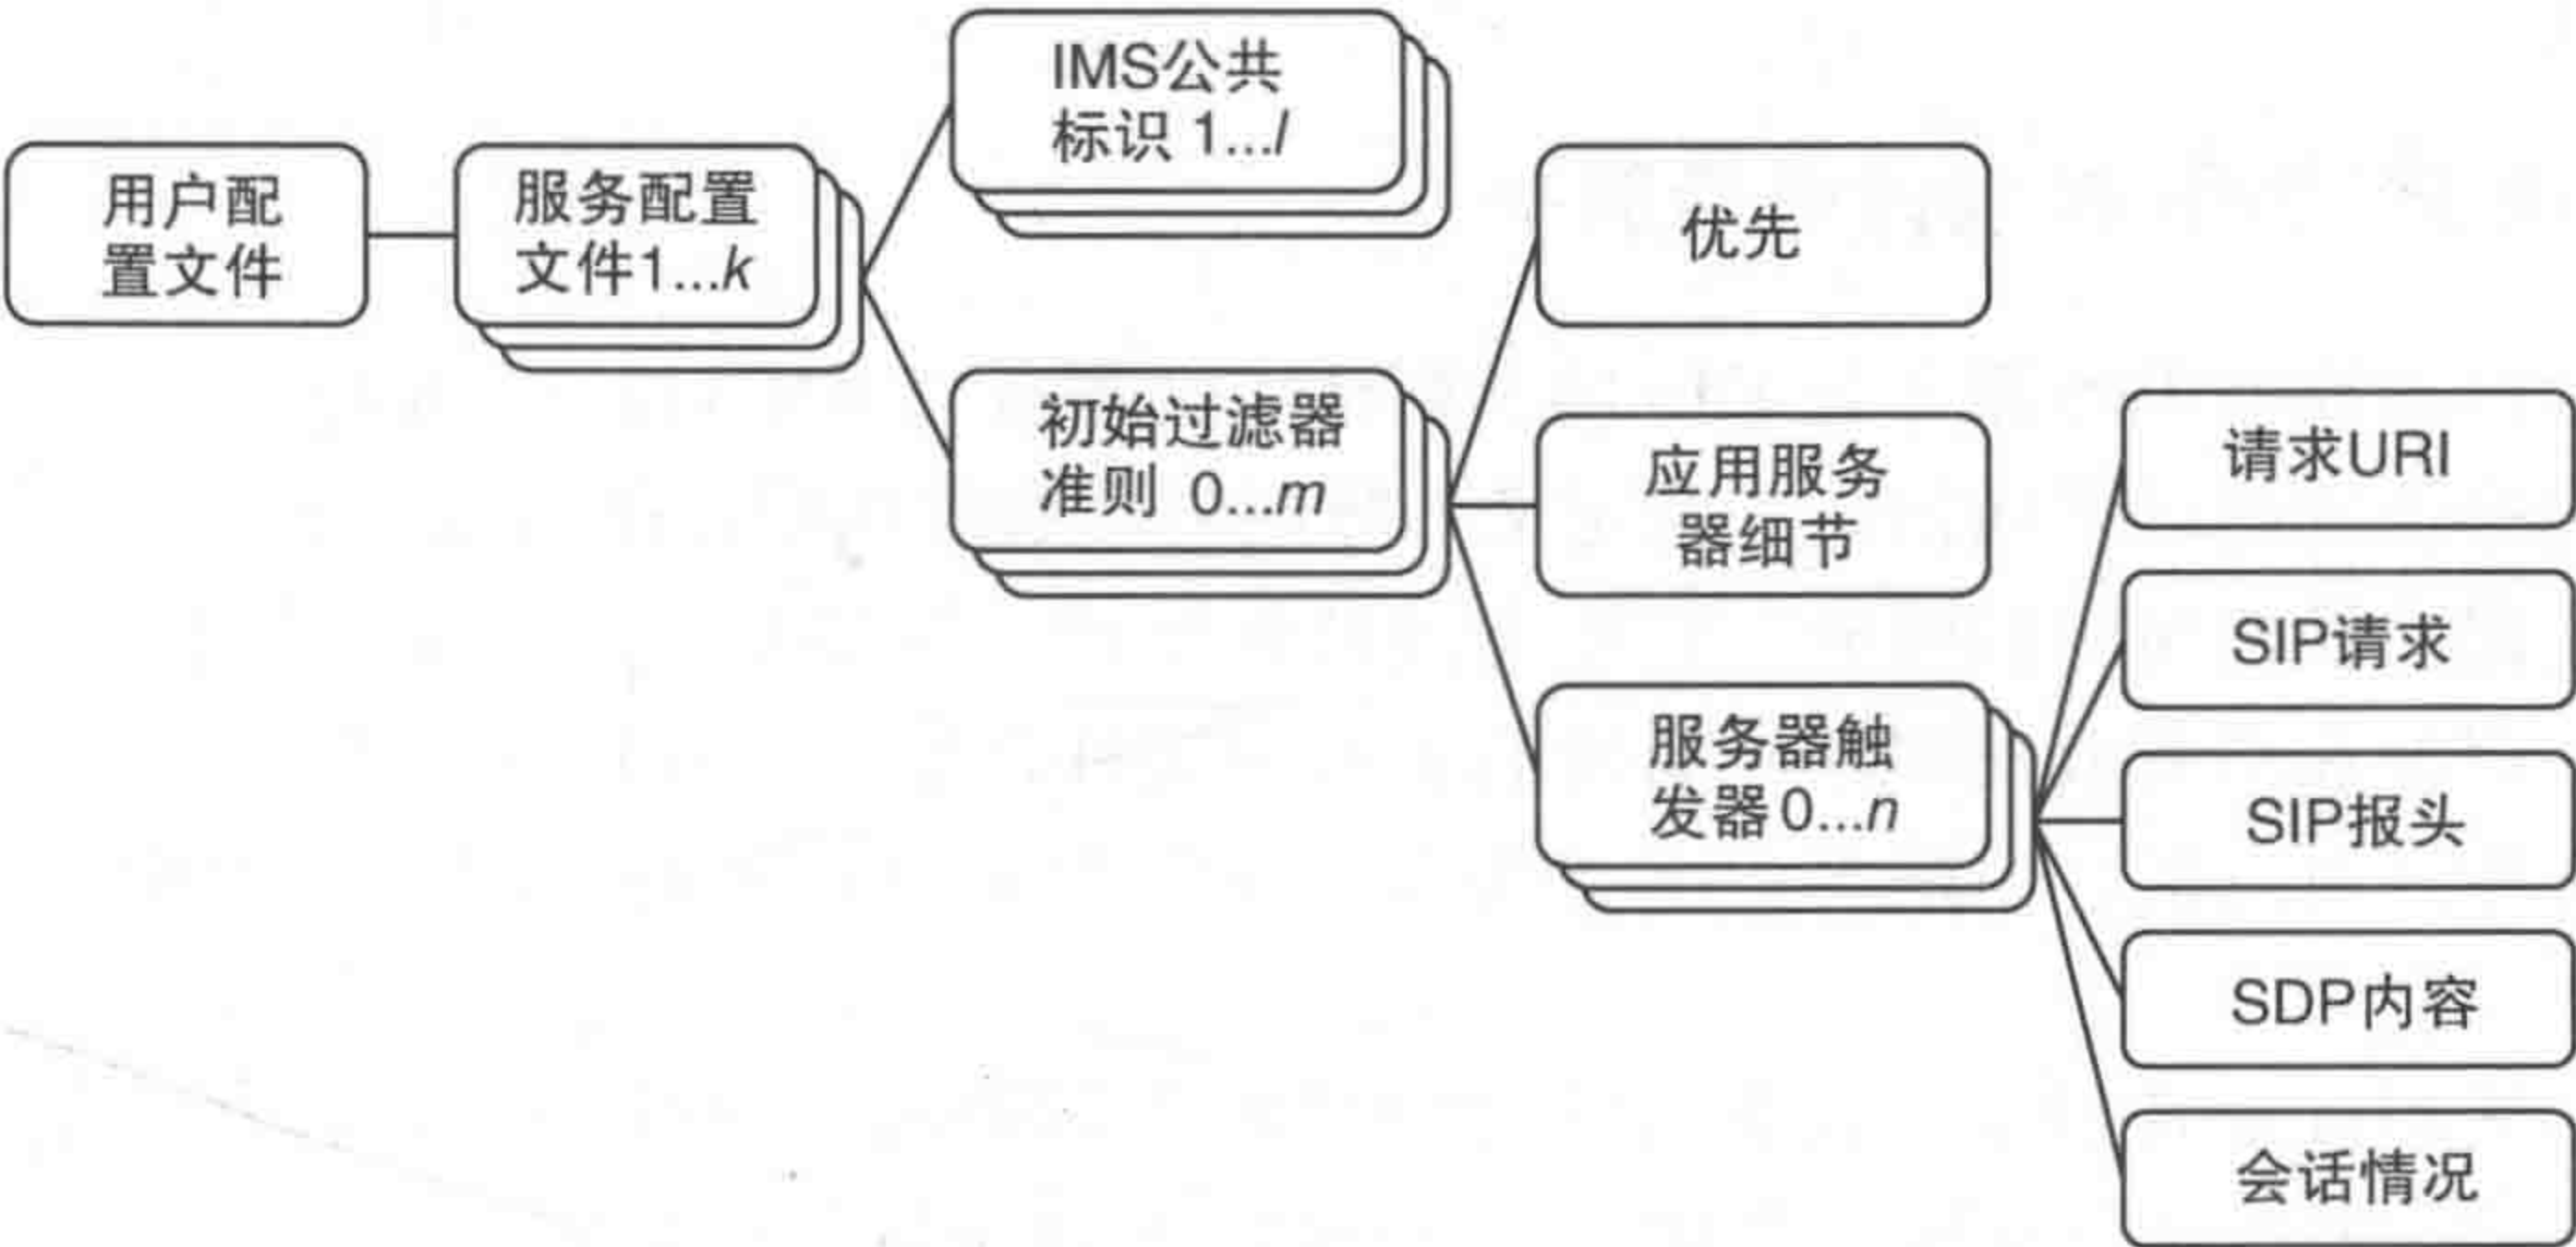 用户配
置文件
服务配置
文件1...k
IMS公共
标识 1...l
初始过滤器
准则 0...m
优先
应用服务
器细节
服务器触
发器0...n
请求URI
SIP请求
SIP报头
SDP内容
会话情况